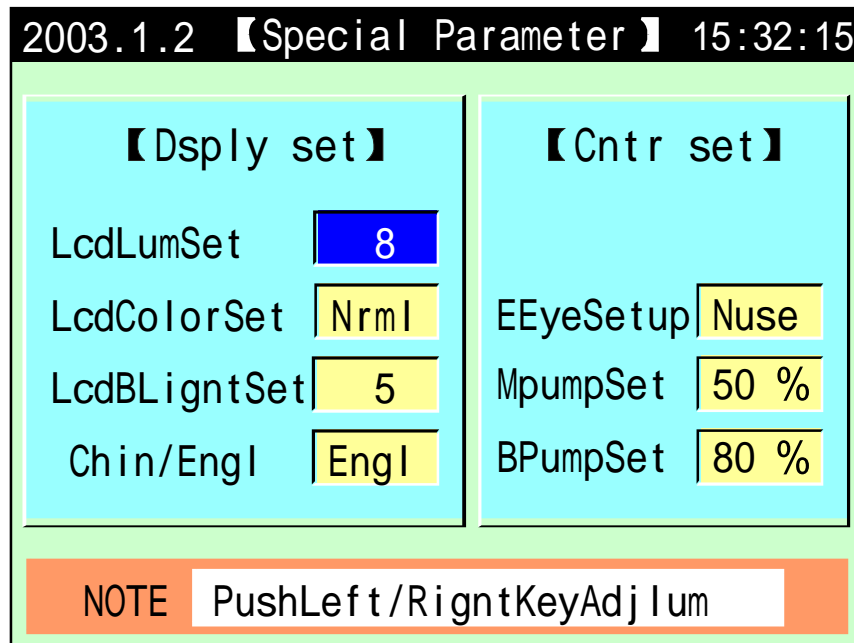 2003.1.2 【Special Parameter】 15:32:15
【Dsply set】
LcdLumSet 8
LcdColorSet Nrml
LcdBLigntSet 5
Chin/Engl Engl
【Cntr set】
EEyeSetup Nuse
MpumpSet 50 %
BPumpSet 80 %
NOTE PushLeft/RigntKeyAdjlum